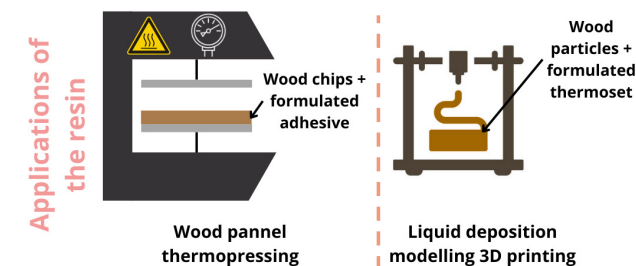 Applications of
the resin
Wood chips +
formulated
adhesive
Wood pannel
thermopressing
Wood
particles +
formulated
thermoset
Liquid deposition
modelling 3D printing